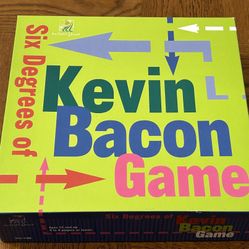 Six Degrees of
Kevin
Bacon
Game
Six Degrees of
Kevin
Bacon
Game